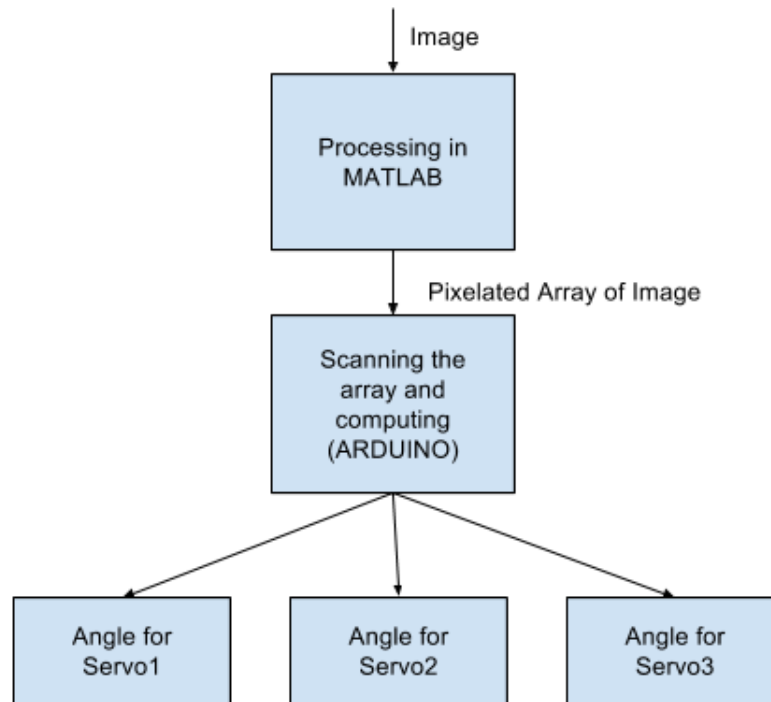 Image
Processing in
MATLAB
Pixelated Array of Image
Scanning the
array and
computing
(ARDUINO)
Angle for
Servo1
Angle for
Servo2
Angle for
Servo3